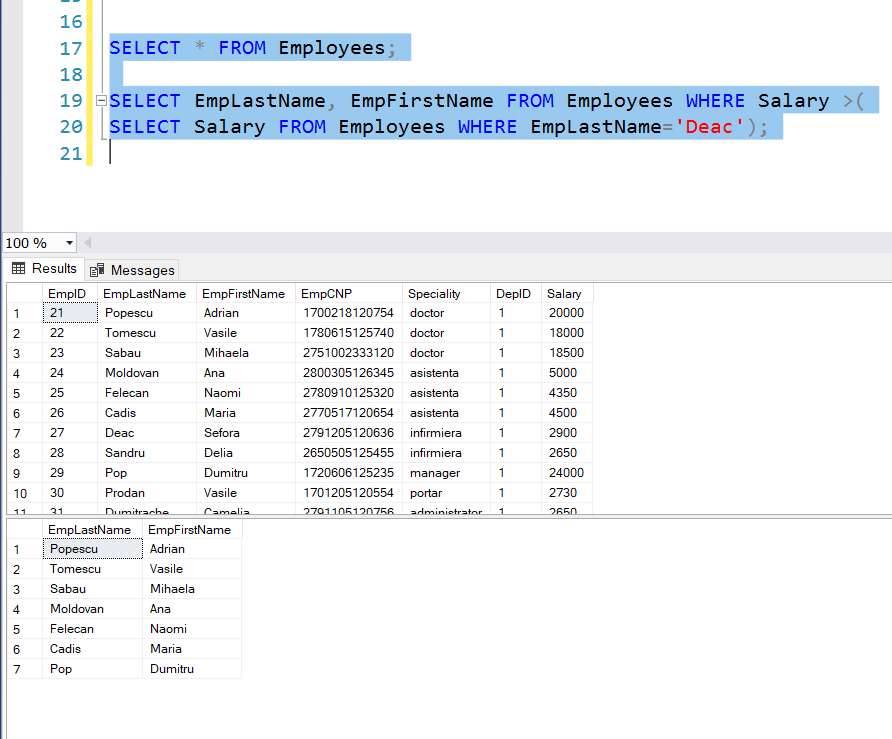 16
17 SELECT * FROM Employees;
18
19 SELECT EmpLastName, EmpFirstName FROM Employees WHERE Salary >(
20 SELECT Salary FROM Employees WHERE EmpLastName='Deac');
21
100 %
Results Messages
EmpID EmpLastName EmpFirstName EmpCNP Speciality DepID Salary
1 21 Popescu Adrian 1700218120754 doctor 1 20000
2 22 Tomescu Vasile 1780615125740 doctor 1 18000
3 23 Sabau Mihaela 2751002333120 doctor 1 18500
4 24 Moldovan Ana 2800305126345 asistenta 1 5000
5 25 Felecan Naomi 2780910125320 asistenta 1 4350
6 26 Cadis Maria 2770517120654 asistenta 1 4500
7 27 Deac Sefora 2791205120636 infirmiera 1 2900
8 28 Sandru Delia 2650505125455 infirmiera 1 2650
9 29 Pop Dumitru 1720606125235 manager 1 24000
10 30 Prodan Vasile 1701205120554 portar 1 2730
11 31 Dumitrache Camelia 2791105120756 administrator 1 2650
EmpLastName EmpFirstName
1 Popescu Adrian
2 Tomescu Vasile
3 Sabau Mihaela
4 Moldovan Ana
5 Felecan Naomi
6 Cadis Maria
7 Pop Dumitru